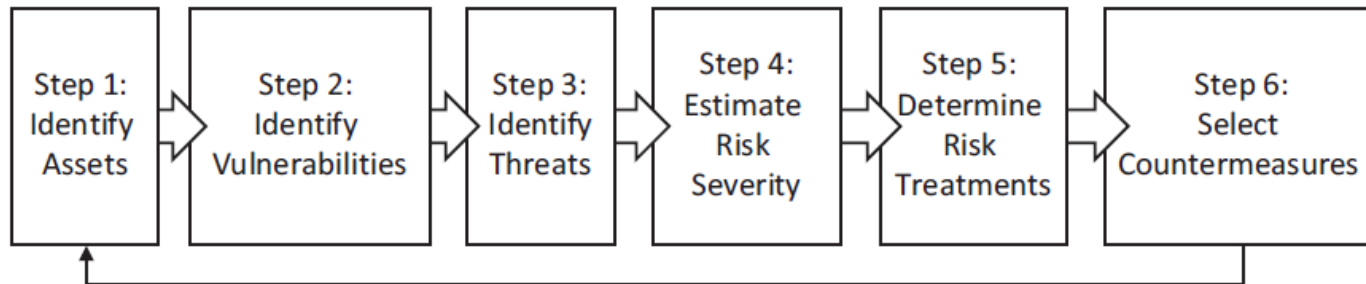 Step 1:
Identify
Assets
Step 2:
Identify
Vulnerabilities
Step 3:
Identify
Threats
Step 4:
Estimate
Risk
Severity
Step 5:
Determine
Risk
Treatments
Step 6:
Select
Countermeasures